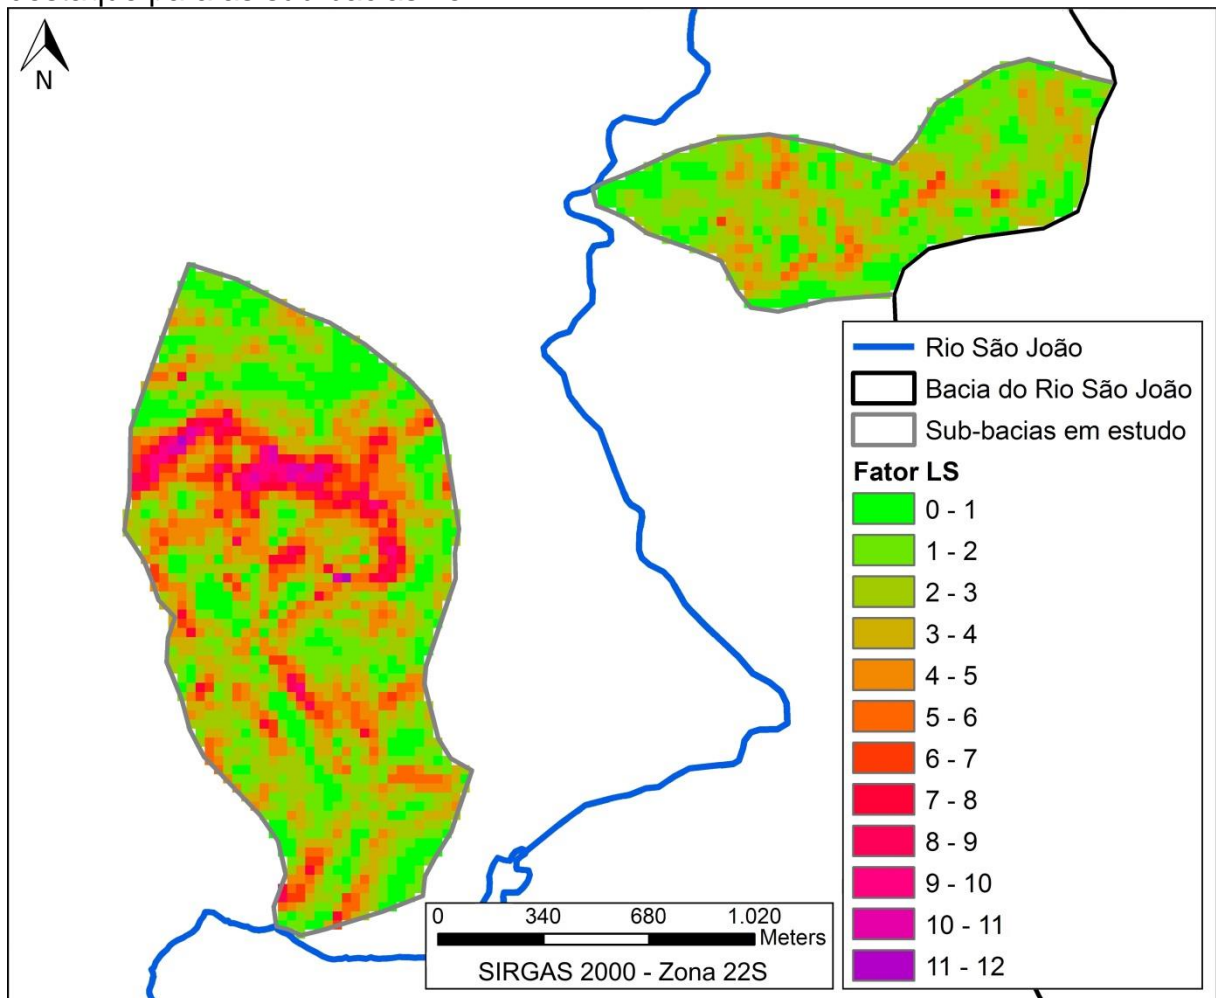 N
Rio São João
Bacia do Rio São João
Sub-bacias em estudo
Fator LS
0 - 1
1 - 2
2 - 3
3 - 4
4 - 5
5 - 6
6 - 7
7 - 8
8 - 9
9 - 10
10 - 11
11 - 12
0 340 680 1.020
Meters
SIRGAS 2000 - Zona 22S